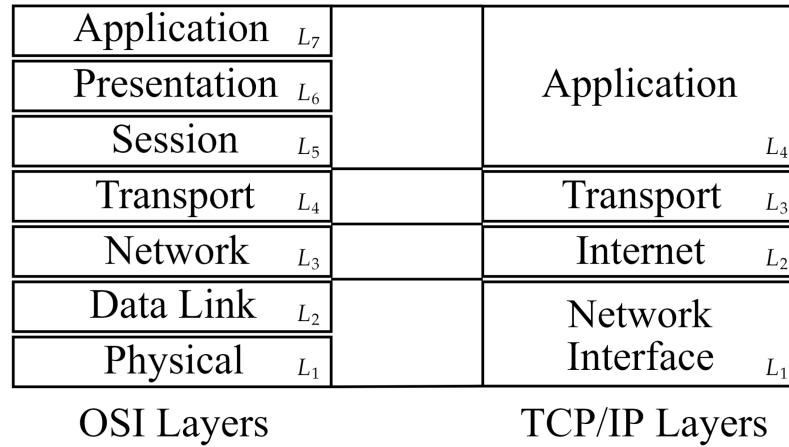 Application L7
Presentation L6
Session L5
Transport L4
Network L3
Data Link L2
Physical L1
OSI Layers
Application
L4
Transport L3
Internet L2
Network
Interface L1
TCP/IP Layers